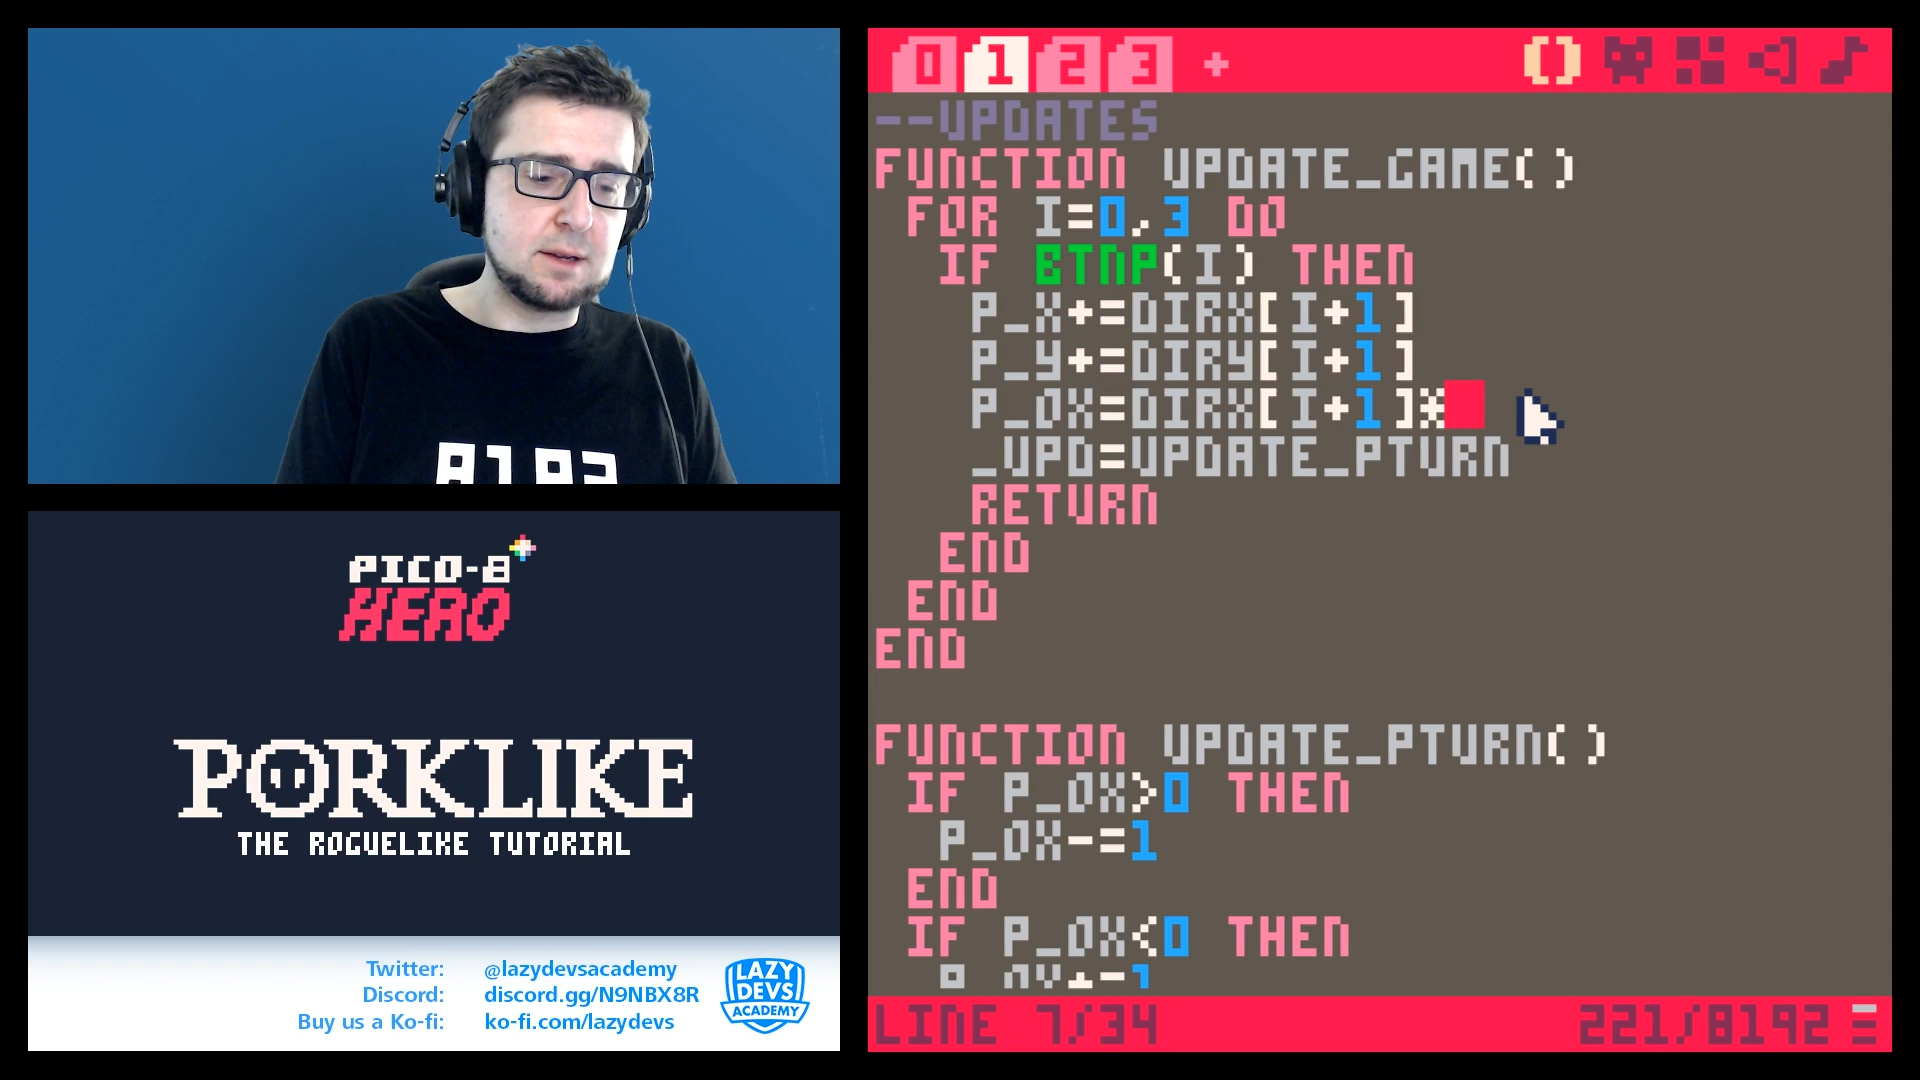 8192
PICO-8
HERO
PORKLIKE
THE ROGUELIKE TUTORIAL
Twitter: @lazydevsacademy
Discord: discord.gg/N9NBX8R
Buy us a Ko-fi: ko-fi.com/lazydevs
LAZY
DEVS
ACADEMY
0 1 2 3 +
--UPDATES
FUNCTION UPDATE_GAME()
FOR I=0,3 DO
IF BTNP(I) THEN
P_X+=DIRX[I+1]
P_Y+=DIRY[I+1]
P_OX=DIRX[I+1]*
_UPD=UPDATE_PTURN
RETURN
END
END
END
FUNCTION UPDATE_PTURN()
IF P_OX>0 THEN
P_OX-=1
END
IF P_OX<0 THEN
LINE 7/34
221/8192